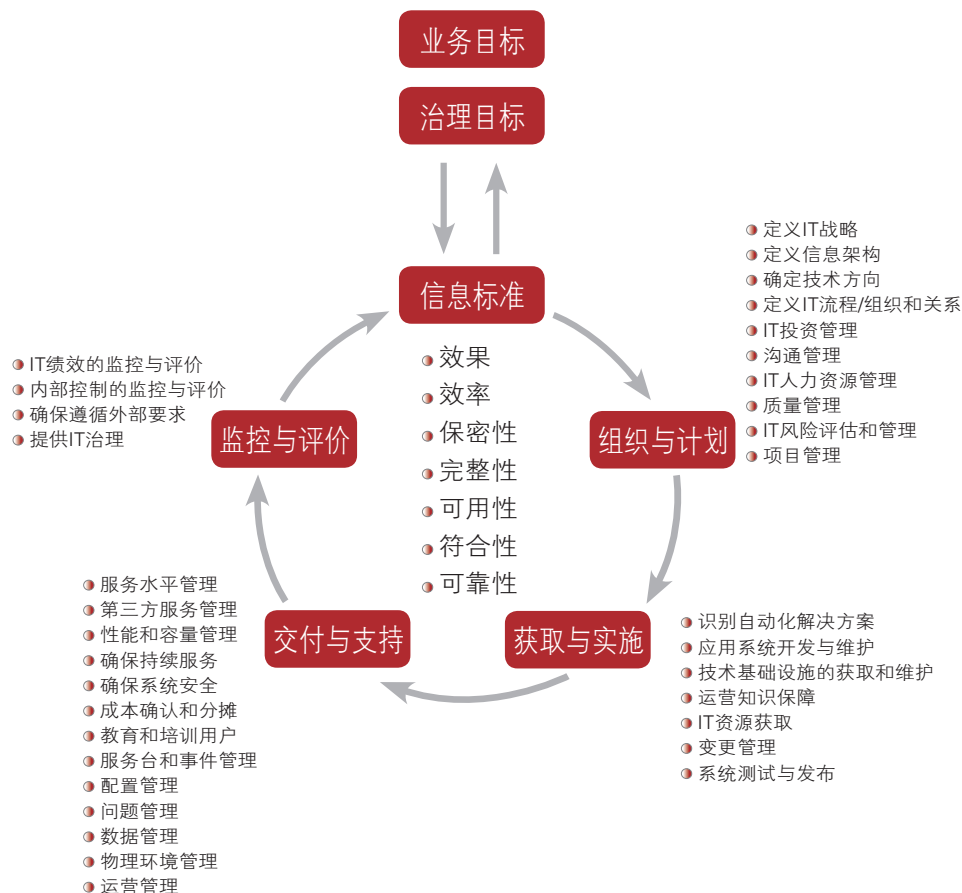 业务目标
治理目标
信息标准
效果
效率
保密性
完整性
可用性
符合性
可靠性
组织与计划
定义IT战略
定义信息架构
确定技术方向
定义IT流程/组织和关系
IT投资管理
沟通管理
IT人力资源管理
质量管理
IT风险评估和管理
项目管理
获取与实施
识别自动化解决方案
应用系统开发与维护
技术基础设施的获取和维护
运营知识保障
IT资源获取
变更管理
系统测试与发布
交付与支持
服务水平管理
第三方服务管理
性能和容量管理
确保持续服务
确保系统安全
成本确认和分摊
教育和培训用户
服务台和事件管理
配置管理
问题管理
数据管理
物理环境管理
运营管理
监控与评价
IT绩效的监控与评价
内部控制的监控与评价
确保遵循外部要求
提供IT治理